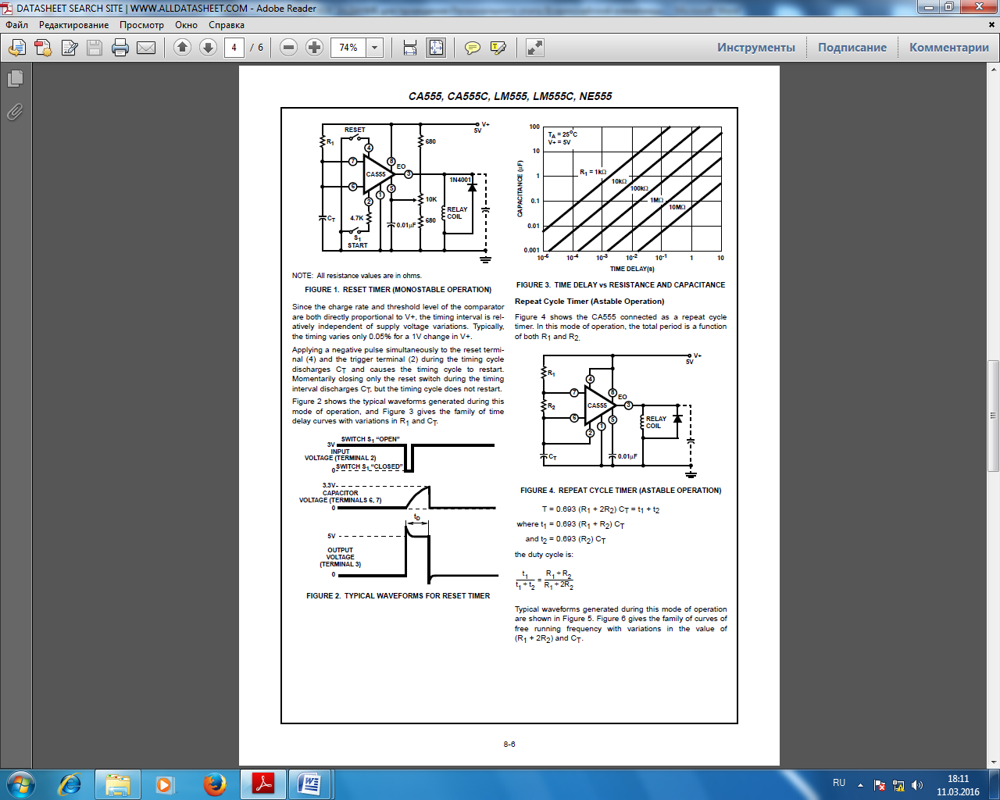 DATASHEET SEARCH SITE | WWW.ALLDATASHEET.COM - Adobe Reader
Файл Редактирование Просмотр Окно Справка
4 / 6 74% Инструменты Подписание Комментарии
CA555, CA555C, LM555, LM555C, NE555
V+
5V
RESET
R1
680
4
7
8
EO
CA555
3
1N4001
6
1
5
2
10K
RELAY
COIL
CT
4.7K
680
0.01µF
S1
START
NOTE: All resistance values are in ohms.
FIGURE 1. RESET TIMER (MONOSTABLE OPERATION)
Since the charge rate and threshold level of the comparator
are both directly proportional to V+, the timing interval is rel-
atively independent of supply voltage variations. Typically,
the timing varies only 0.05% for a 1V change in V+.
Applying a negative pulse simultaneously to the reset termi-
nal (4) and the trigger terminal (2) during the timing cycle
discharges CT and causes the timing cycle to restart.
Momentarily closing only the reset switch during the timing
interval discharges CT, but the timing cycle does not restart.
Figure 2 shows the typical waveforms generated during this
mode of operation, and Figure 3 gives the family of time
delay curves with variations in R1 and CT.
SWITCH S1 “OPEN”
3V
INPUT
VOLTAGE (TERMINAL 2)
SWITCH S1 “CLOSED”
0
3.3V
CAPACITOR
VOLTAGE (TERMINALS 6, 7)
0
tD
5V
OUTPUT
VOLTAGE
(TERMINAL 3)
0
FIGURE 2. TYPICAL WAVEFORMS FOR RESET TIMER
100
10
1
0.1
0.01
0.001
CAPACITANCE (µF)
TA = 25oC
V+ = 5V
R1 = 1kΩ
10kΩ
100kΩ
1MΩ
10MΩ
10-5 10-4 10-3 10-2 10-1 1 10
TIME DELAY(s)
FIGURE 3. TIME DELAY vs RESISTANCE AND CAPACITANCE
Repeat Cycle Timer (Astable Operation)
Figure 4 shows the CA555 connected as a repeat cycle
timer. In this mode of operation, the total period is a function
of both R1 and R2.
V+
5V
R1
4
7
8
EO
R2
CA555
3
6
1
5
2
RELAY
COIL
CT
0.01µF
FIGURE 4. REPEAT CYCLE TIMER (ASTABLE OPERATION)
T = 0.693 (R1 + 2R2) CT = t1 + t2
where t1 = 0.693 (R1 + R2) CT
and t2 = 0.693 (R2) CT
the duty cycle is:
t1 / t1 + t2 = R1 + R2 / R1 + 2R2
Typical waveforms generated during this mode of operation
are shown in Figure 5. Figure 6 gives the family of curves of
free running frequency with variations in the value of
(R1 + 2R2) and CT.
8-6
RU
18:11
11.03.2016